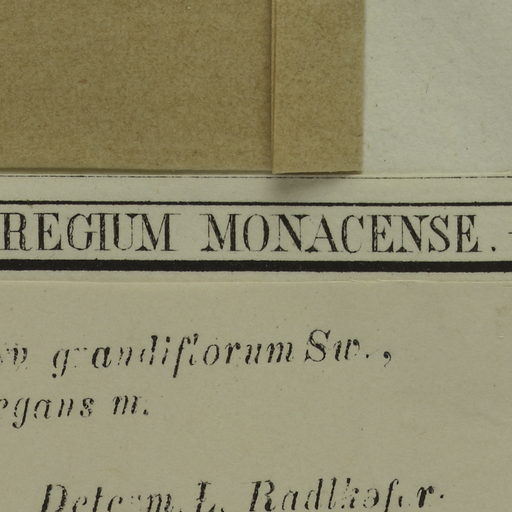 REGIUM MONACENSE.
grandiflorum Sw.,
egans m.
Determ. L. Radlkofer.